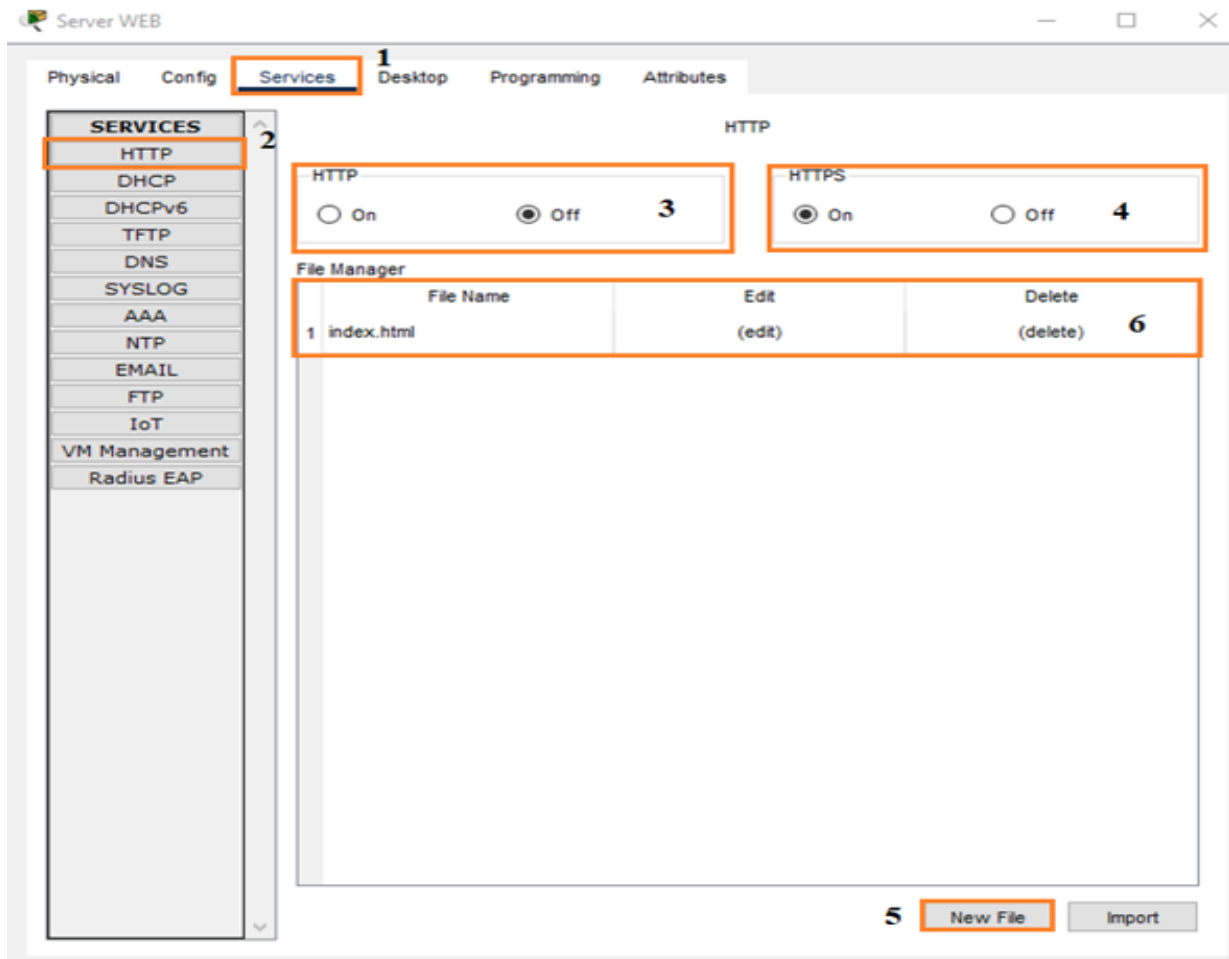 Server WEB
1
Physical Config Services Desktop Programming Attributes
SERVICES
2
HTTP
DHCP
DHCPv6
TFTP
DNS
SYSLOG
AAA
NTP
EMAIL
FTP
IoT
VM Management
Radius EAP
HTTP
HTTP
On Off 3
HTTPS
On Off 4
File Manager
File Name Edit Delete
1 index.html (edit) (delete) 6
5 New File Import